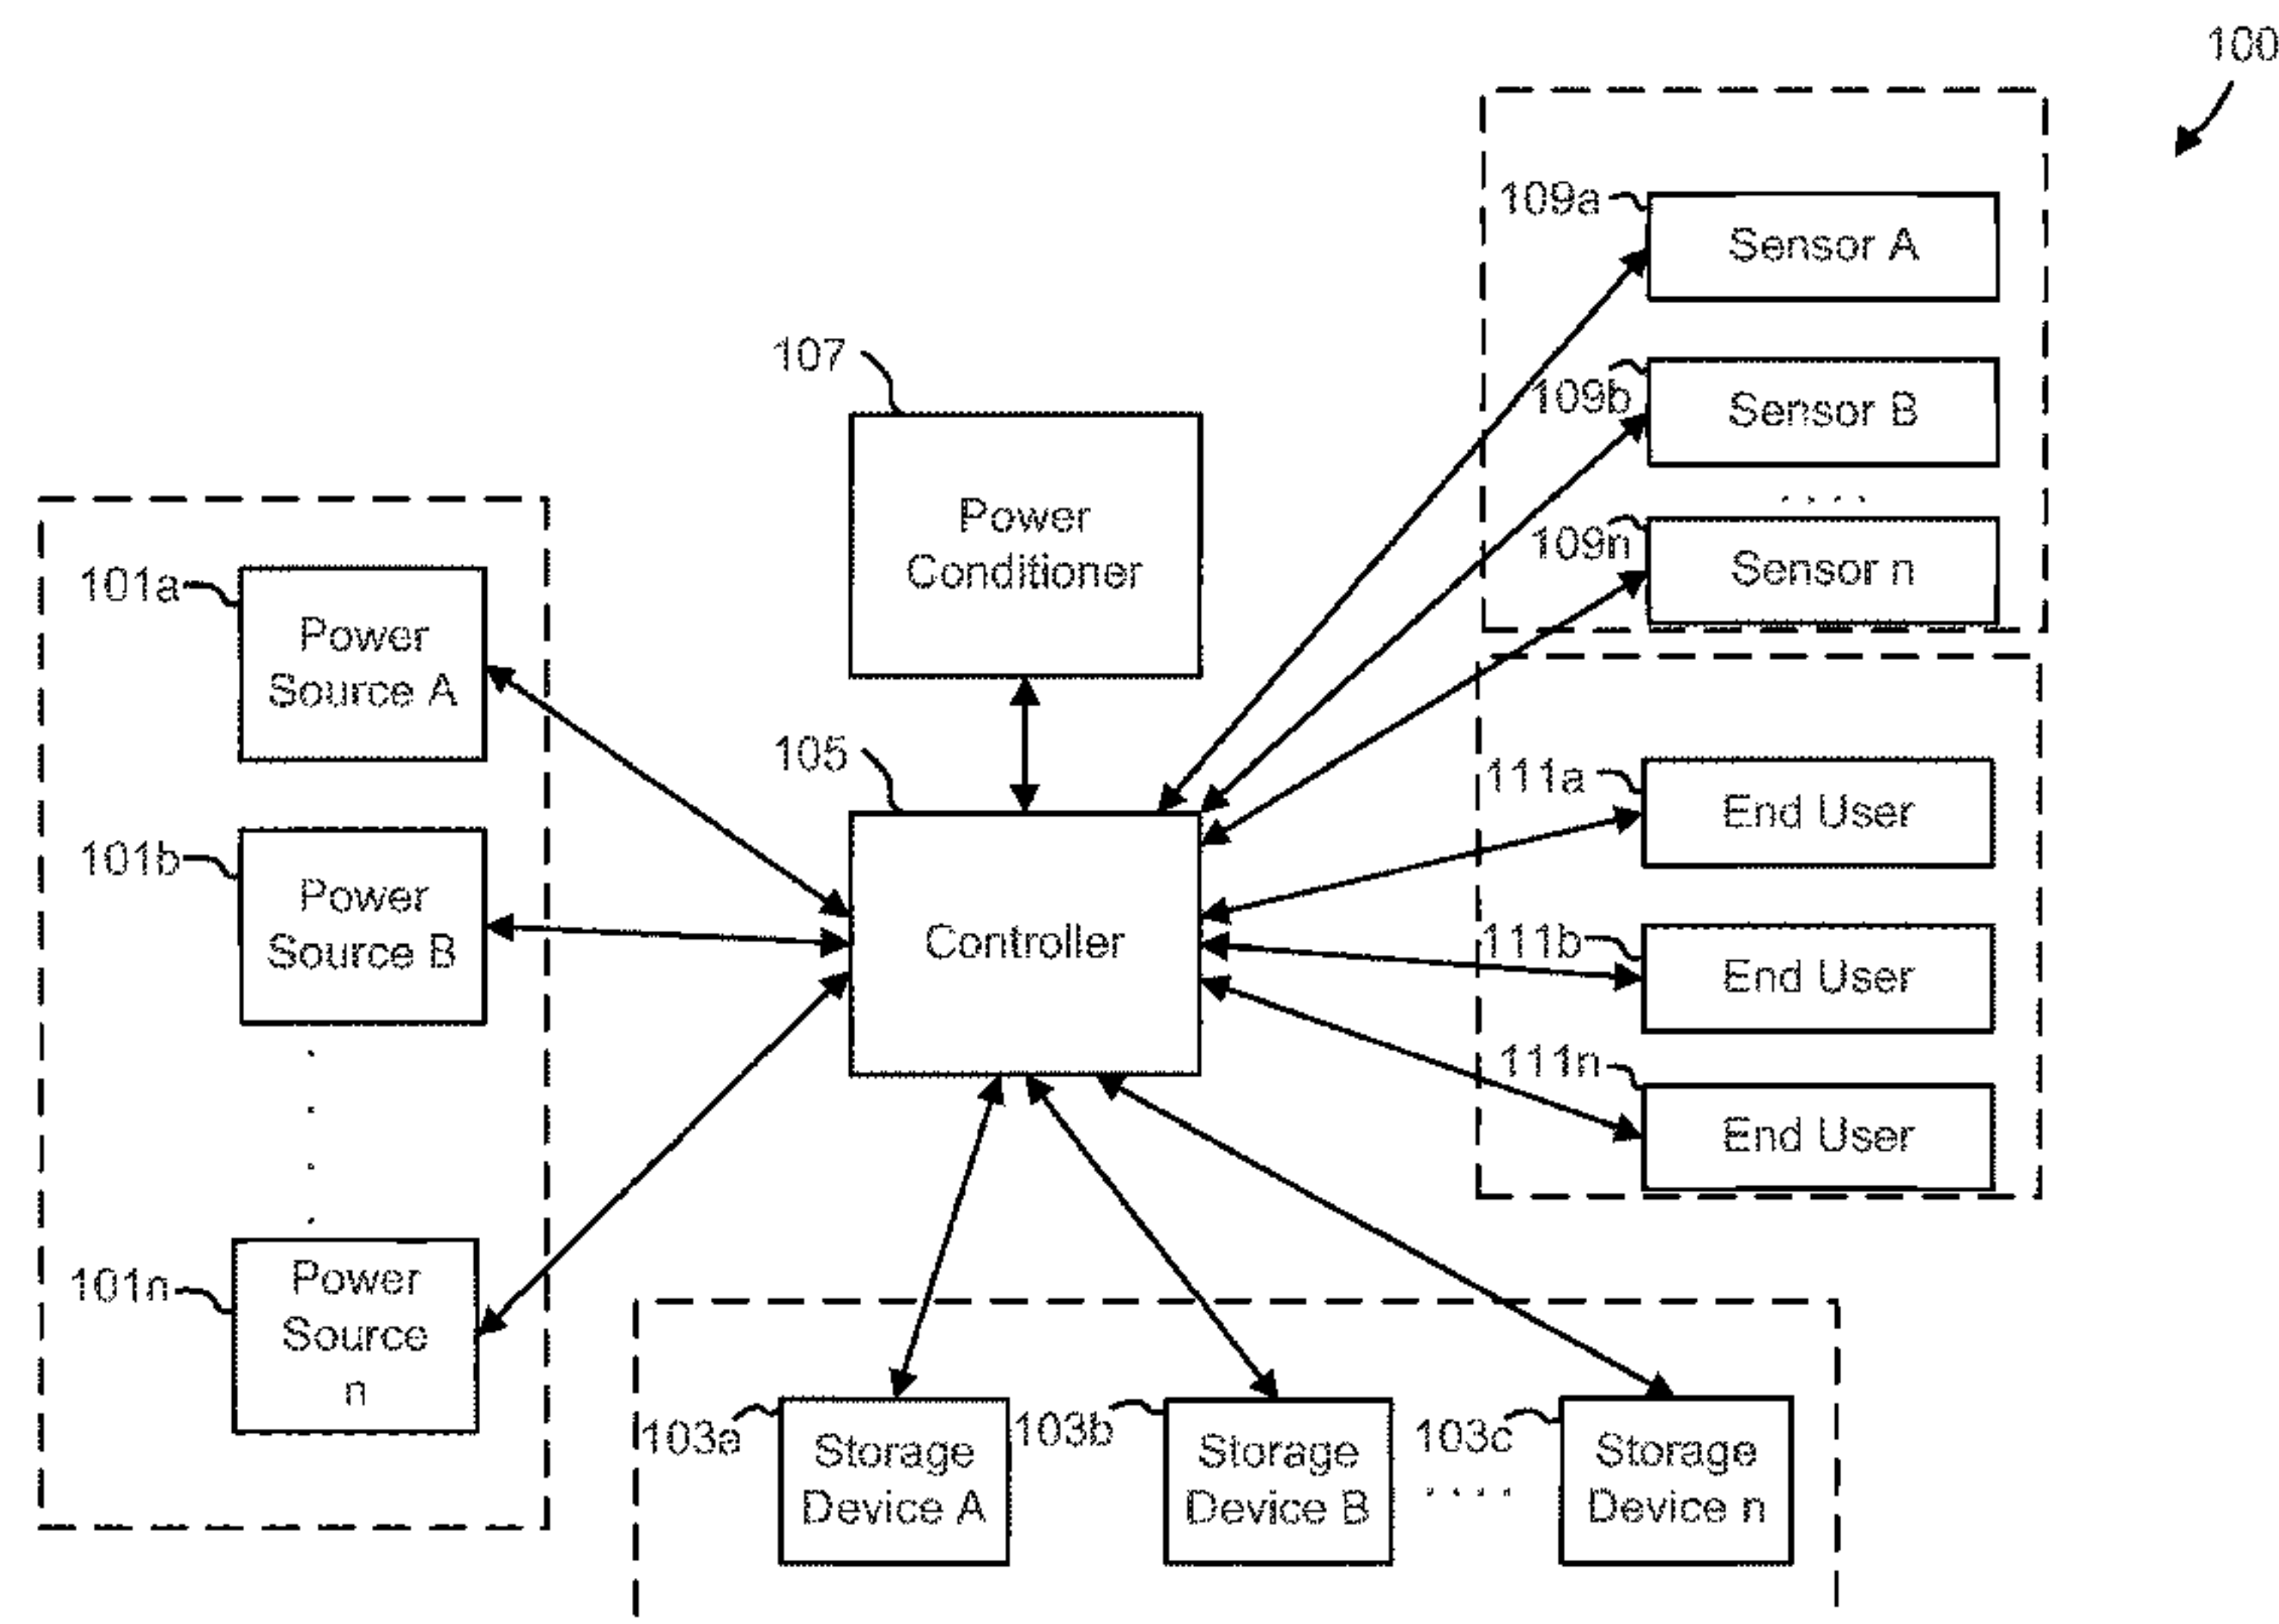 100
109a
Sensor A
107
109b
Sensor B
. . . .
Power
Conditioner
109n
Sensor n
101a
Power
Source A
105
111a
End User
101b
Power
Source B
Controller
111b
End User
111n
End User
101n
Power
Source
n
103a
Storage
Device A
103b
Storage
Device B
103c
. . . .
Storage
Device n